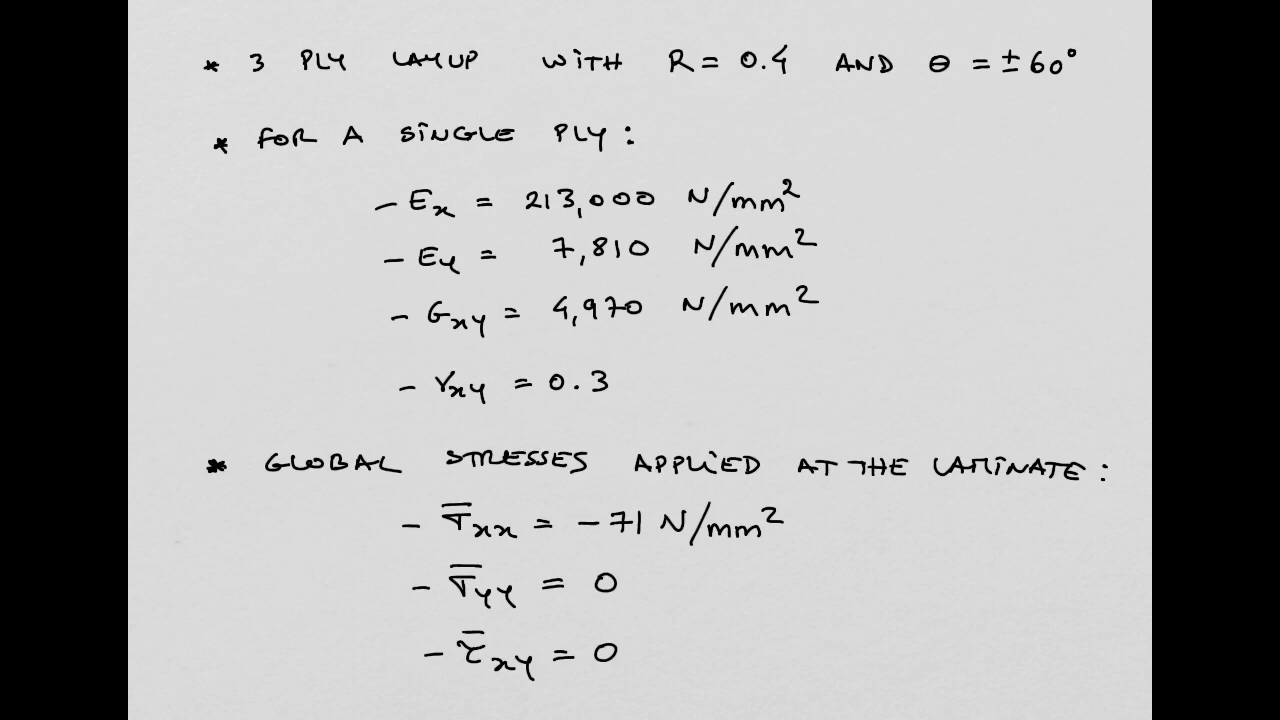 * 3 PLY LAYUP WITH R = 0.4 AND θ = ± 60°
* FOR A SINGLE PLY :
- Ex = 213,000 N/mm²
- Ey = 7,810 N/mm²
- Gxy = 4,970 N/mm²
- νxy = 0.3
* GLOBAL STRESSES APPLIED AT THE LAMINATE :
- σ̅xx = -71 N/mm²
- σ̅yy = 0
- τ̅xy = 0